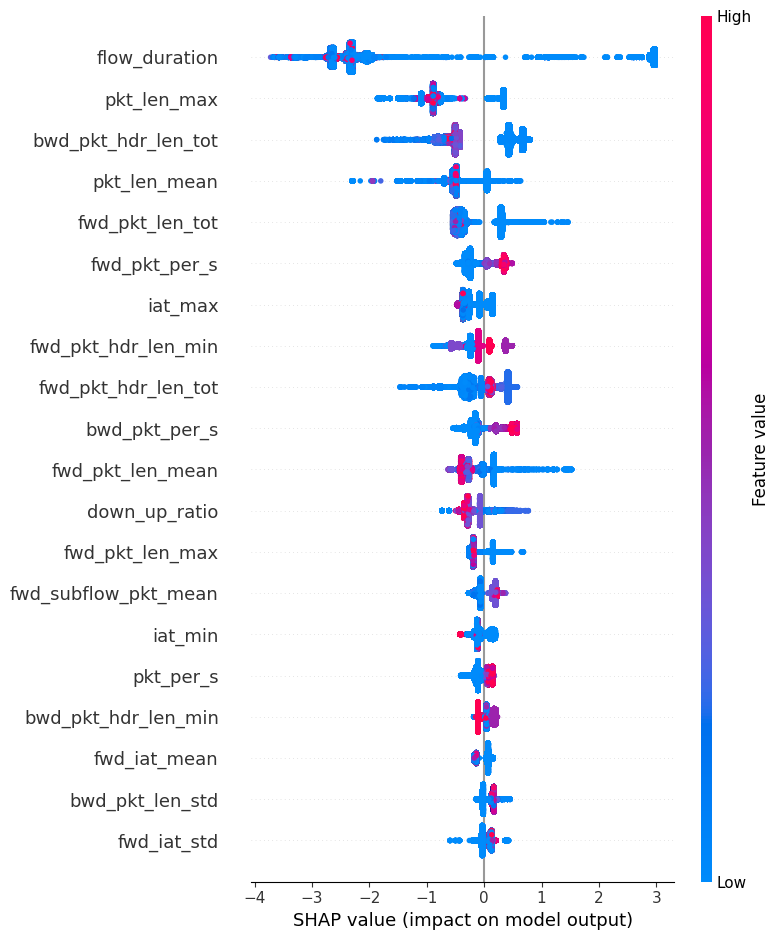 High
flow_duration
pkt_len_max
bwd_pkt_hdr_len_tot
pkt_len_mean
fwd_pkt_len_tot
fwd_pkt_per_s
iat_max
fwd_pkt_hdr_len_min
fwd_pkt_hdr_len_tot
bwd_pkt_per_s
fwd_pkt_len_mean
down_up_ratio
fwd_pkt_len_max
fwd_subflow_pkt_mean
iat_min
pkt_per_s
bwd_pkt_hdr_len_min
fwd_iat_mean
bwd_pkt_len_std
fwd_iat_std
Feature value
Low
−4 −3 −2 −1 0 1 2 3
SHAP value (impact on model output)